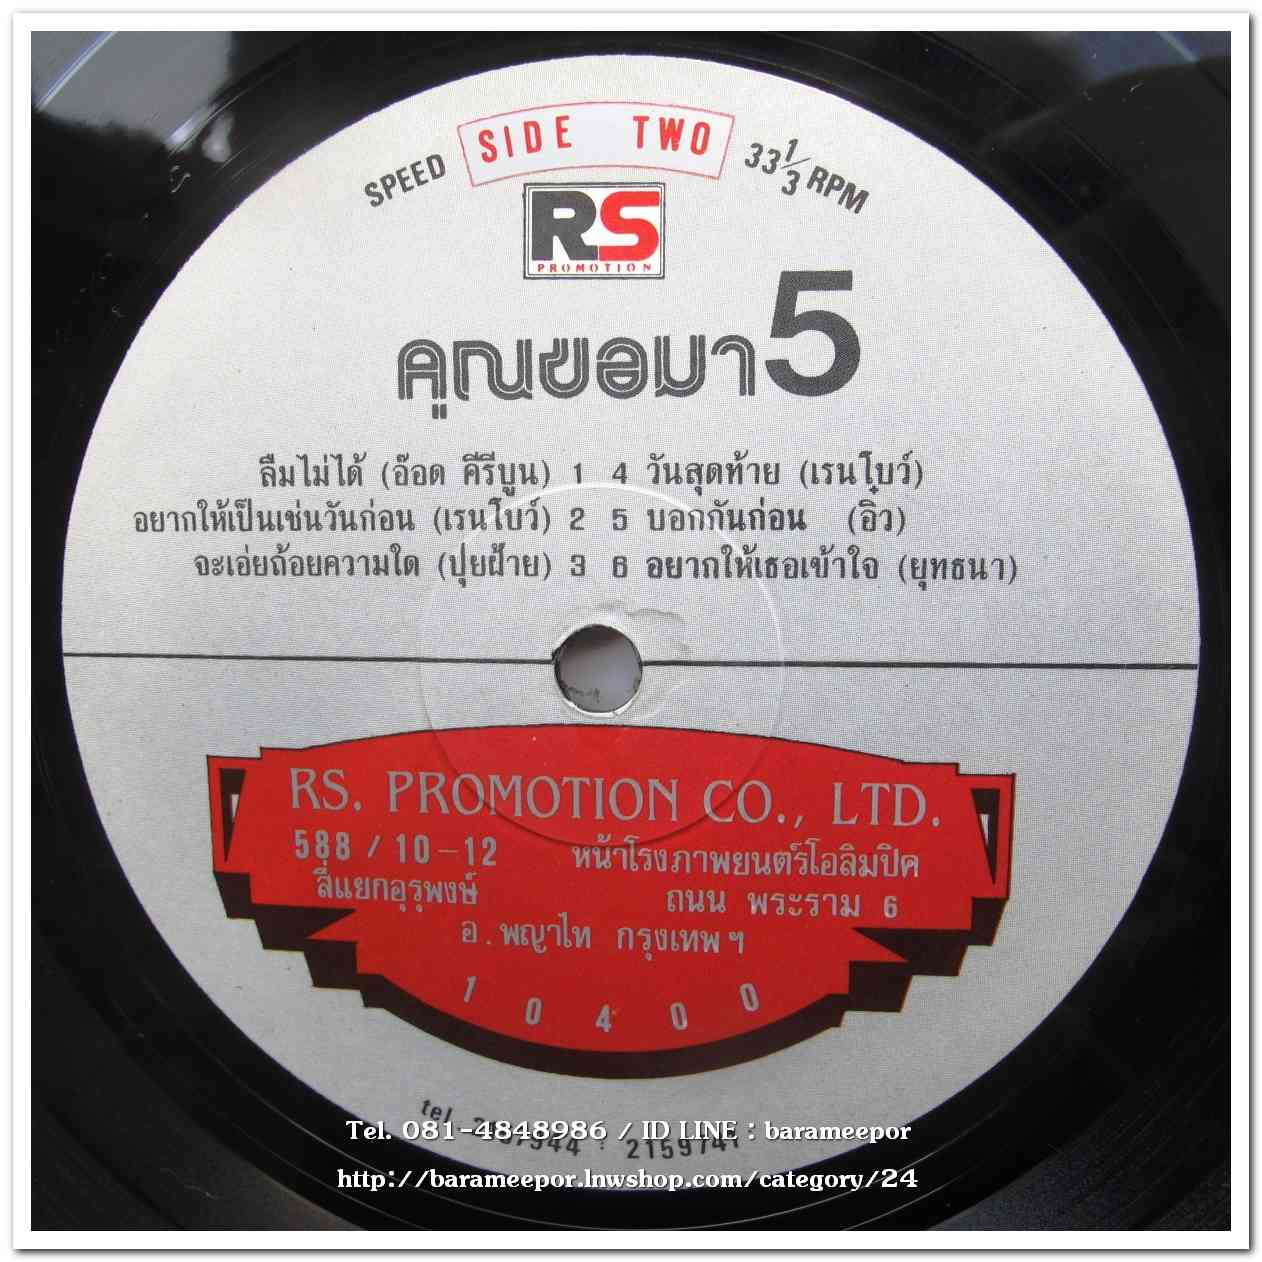 SIDE TWO
SPEED 33 1/3 RPM
RS
PROMOTION
คุณขอมา 5
ลืมไม่ได้ (อ๊อด คีรีบูน) 1
อยากให้เป็นเช่นวันก่อน (เรนโบว์) 2
จะเอ่ยถ้อยความใด (ปุยฝ้าย) 3
4 วันสุดท้าย (เรนโบว์)
5 บอกกันก่อน (อิ๋ว)
6 อยากให้เธอเข้าใจ (ยุทธนา)
RS. PROMOTION CO., LTD.
588 / 10-12 หน้าโรงภาพยนตร์โอลิมปิค
สี่แยกอุรุพงษ์ ถนน พระราม 6
อ. พญาไท กรุงเทพฯ
10400
tel.
Tel. 081-4848986 / ID LINE : barameepor
http://barameepor.lnwshop.com/category/24